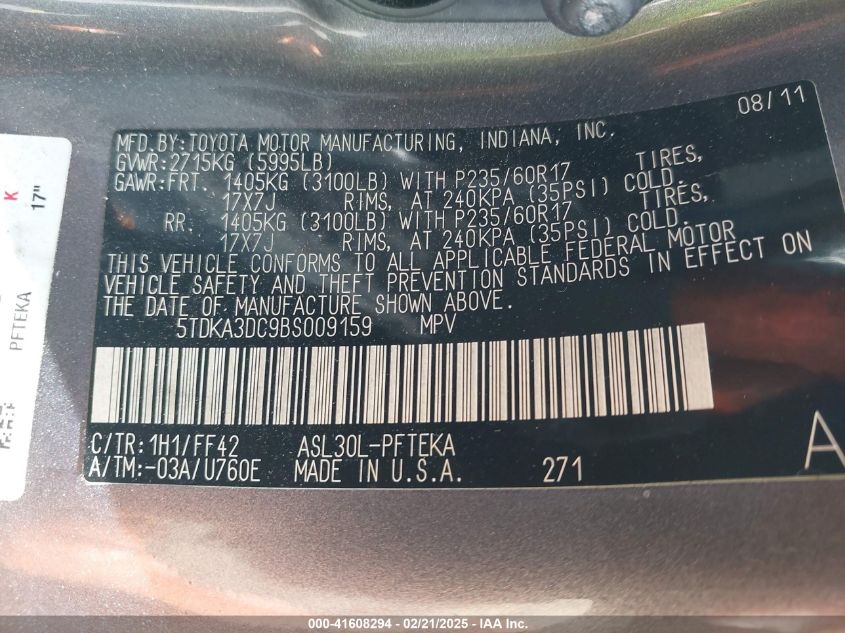 08/11
MFD.BY:TOYOTA MOTOR MANUFACTURING, INDIANA, INC.
GVWR:2715KG (5995LB)
GAWR:FRT. 1405KG (3100LB) WITH P235/60R17 TIRES,
17X7J RIMS, AT 240KPA (35PSI) COLD.
RR. 1405KG (3100LB) WITH P235/60R17 TIRES,
17X7J RIMS, AT 240KPA (35PSI) COLD.
THIS VEHICLE CONFORMS TO ALL APPLICABLE FEDERAL MOTOR
VEHICLE SAFETY AND THEFT PREVENTION STANDARDS IN EFFECT ON
THE DATE OF MANUFACTURE SHOWN ABOVE.
5TDKA3DC9BS009159 MPV
C/TR:1H1/FF42 ASL30L-PFTEKA
A/TM:-03A/U760E MADE IN U.S.A. 271
A
K
17"
PFTEKA
000-41608294 - 02/21/2025 - IAA Inc.